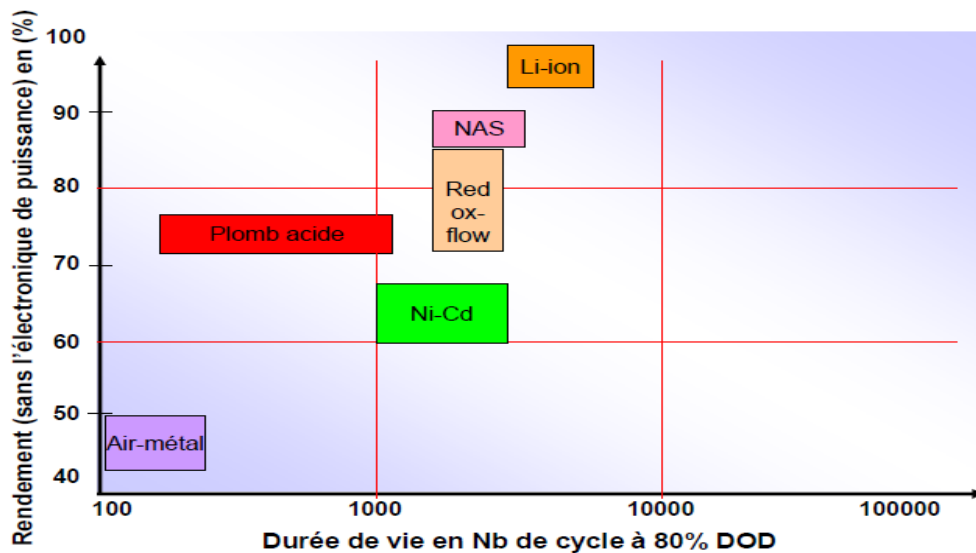 Rendement (sans l'électronique de puissance) en (%)
100
90
80
70
60
50
40
Li-ion
NAS
Red
ox-
flow
Plomb acide
Ni-Cd
Air-métal
100
1000
10000
100000
Durée de vie en Nb de cycle à 80% DOD